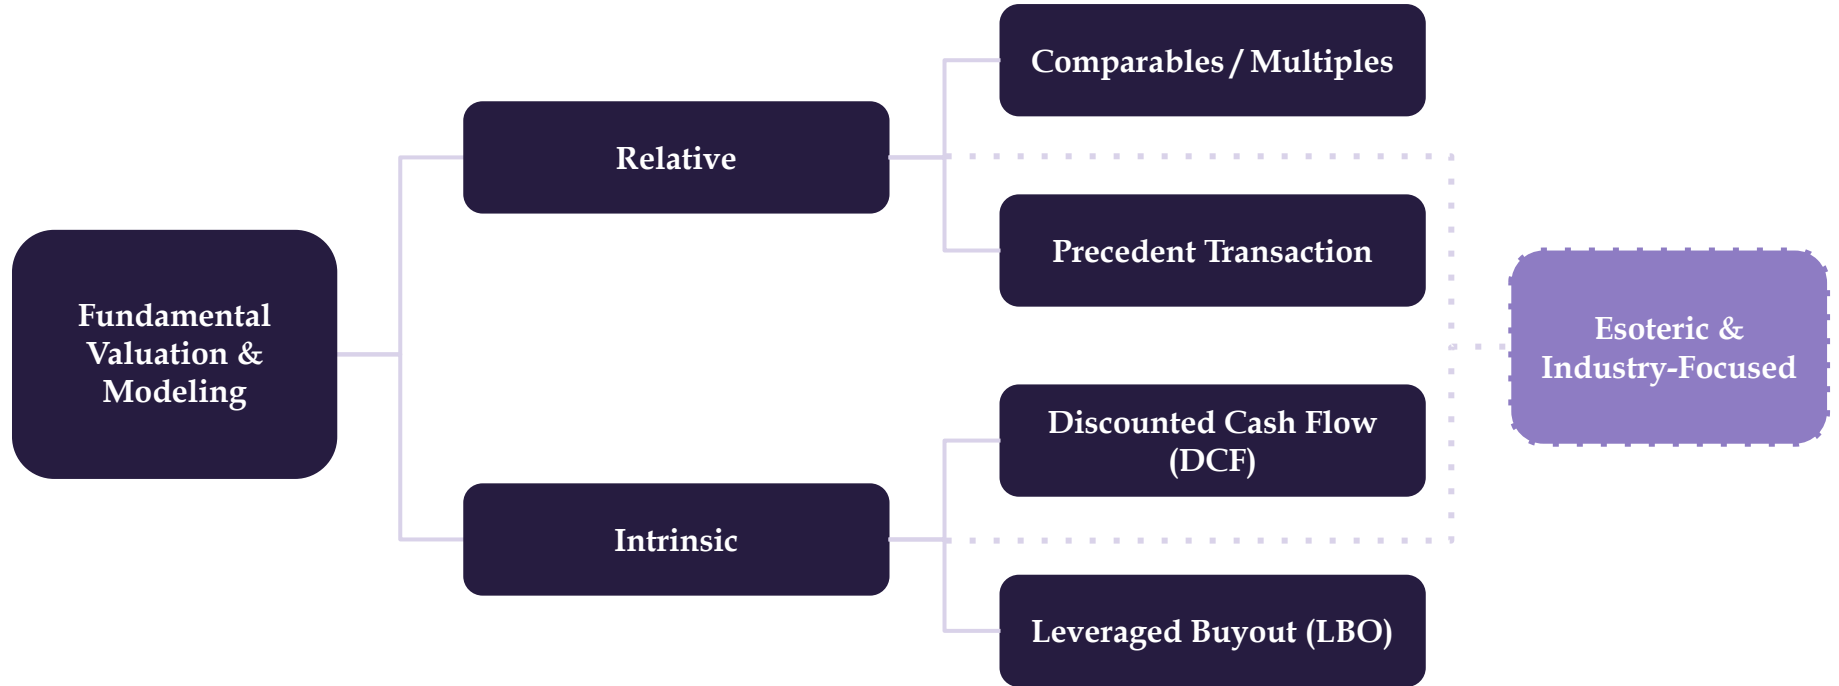 Fundamental
Valuation &
Modeling
Relative
Intrinsic
Comparables / Multiples
Precedent Transaction
Discounted Cash Flow
(DCF)
Leveraged Buyout (LBO)
Esoteric &
Industry-Focused